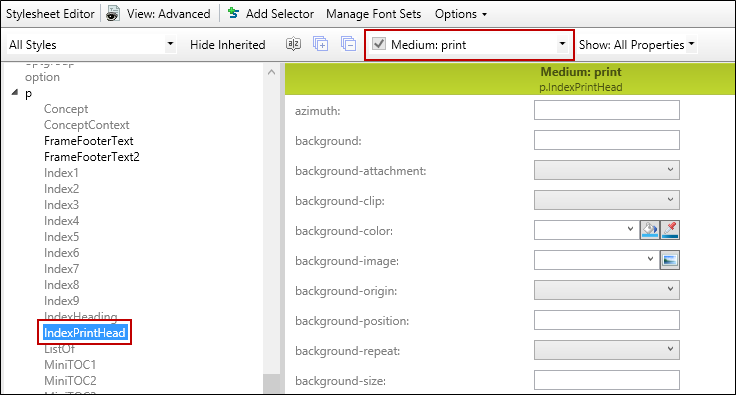 Stylesheet Editor View: Advanced Add Selector Manage Font Sets Options
All Styles Hide Inherited Medium: print Show: All Properties
optgroup
option
p
Concept
ConceptContext
FrameFooterText
FrameFooterText2
Index1
Index2
Index3
Index4
Index5
Index6
Index7
Index8
Index9
IndexHeading
IndexPrintHead
ListOf
MiniTOC1
MiniTOC2
MiniTOC3
Medium: print
p.IndexPrintHead
azimuth:
background:
background-attachment:
background-clip:
background-color:
background-image:
background-origin:
background-position:
background-repeat:
background-size: